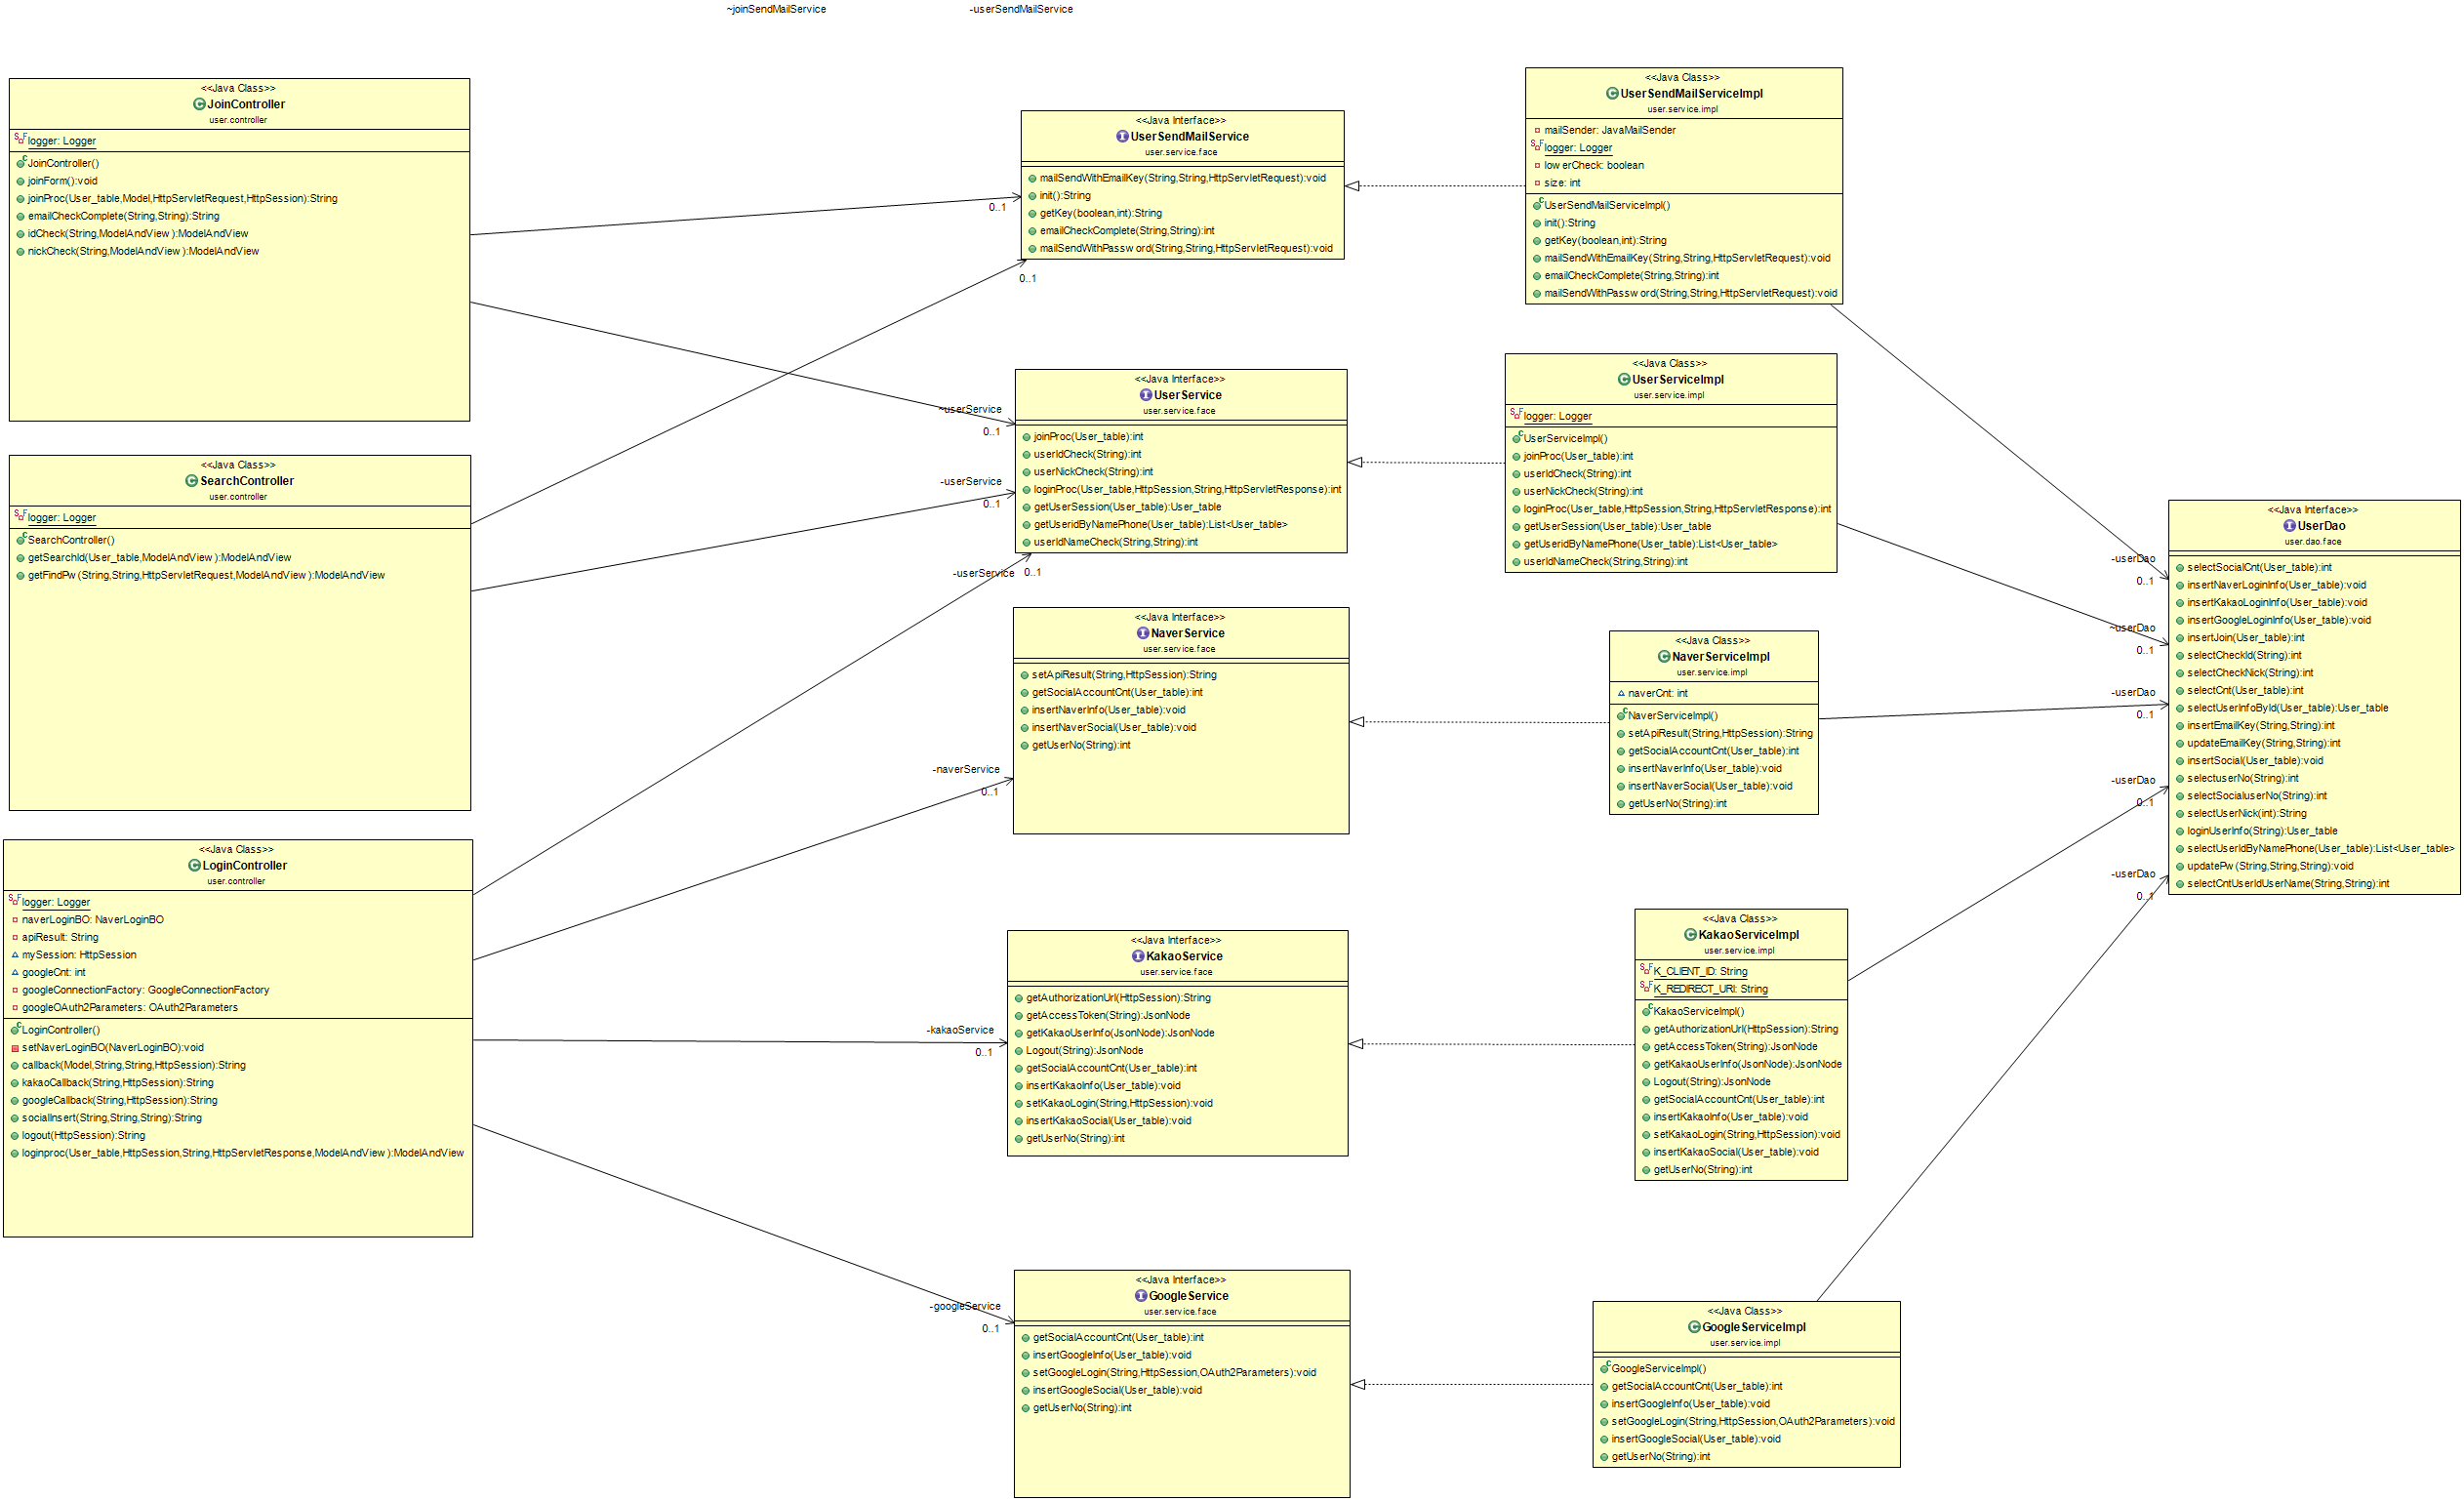 ~joinSendMailService
-userSendMailService
<<Java Class>>
JoinController
user.controller
logger: Logger
JoinController()
joinForm():void
joinProc(User_table,Model,HttpServletRequest,HttpSession):String
emailCheckComplete(String,String):String
idCheck(String,ModelAndView):ModelAndView
nickCheck(String,ModelAndView):ModelAndView
<<Java Class>>
SearchController
user.controller
logger: Logger
SearchController()
getSearchId(User_table,ModelAndView):ModelAndView
getFindPw(String,String,HttpServletRequest,ModelAndView):ModelAndView
<<Java Class>>
LoginController
user.controller
logger: Logger
naverLoginBO: NaverLoginBO
apiResult: String
mySession: HttpSession
googleCnt: int
googleConnectionFactory: GoogleConnectionFactory
googleOAuth2Parameters: OAuth2Parameters
LoginController()
setNaverLoginBO(NaverLoginBO):void
callback(Model,String,String,HttpSession):String
kakaoCallback(String,HttpSession):String
googleCallback(String,HttpSession):String
socialInsert(String,String,String):String
logout(HttpSession):String
loginproc(User_table,HttpSession,String,HttpServletResponse,ModelAndView):ModelAndView
0..1
0..1
~userService
0..1
-userService
0..1
-userService
0..1
-naverService
0..1
-kakaoService
0..1
-googleService
0..1
<<Java Interface>>
UserSendMailService
user.service.face
mailSendWithEmailKey(String,String,HttpServletRequest):void
init():String
getKey(boolean,int):String
emailCheckComplete(String,String):int
mailSendWithPassword(String,String,HttpServletRequest):void
<<Java Interface>>
UserService
user.service.face
joinProc(User_table):int
userIdCheck(String):int
userNickCheck(String):int
loginProc(User_table,HttpSession,String,HttpServletResponse):int
getUserSession(User_table):User_table
getUseridByNamePhone(User_table):List<User_table>
userIdNameCheck(String,String):int
<<Java Interface>>
NaverService
user.service.face
setApiResult(String,HttpSession):String
getSocialAccountCnt(User_table):int
insertNaverInfo(User_table):void
insertNaverSocial(User_table):void
getUserNo(String):int
<<Java Interface>>
KakaoService
user.service.face
getAuthorizationUrl(HttpSession):String
getAccessToken(String):JsonNode
getKakaoUserInfo(JsonNode):JsonNode
Logout(String):JsonNode
getSocialAccountCnt(User_table):int
insertKakaoInfo(User_table):void
setKakaoLogin(String,HttpSession):void
insertKakaoSocial(User_table):void
getUserNo(String):int
<<Java Interface>>
GoogleService
user.service.face
getSocialAccountCnt(User_table):int
insertGoogleInfo(User_table):void
setGoogleLogin(String,HttpSession,OAuth2Parameters):void
insertGoogleSocial(User_table):void
getUserNo(String):int
<<Java Class>>
UserSendMailServiceImpl
user.service.impl
mailSender: JavaMailSender
logger: Logger
lowerCheck: boolean
size: int
UserSendMailServiceImpl()
init():String
getKey(boolean,int):String
mailSendWithEmailKey(String,String,HttpServletRequest):void
emailCheckComplete(String,String):int
mailSendWithPassword(String,String,HttpServletRequest):void
<<Java Class>>
UserServiceImpl
user.service.impl
logger: Logger
UserServiceImpl()
joinProc(User_table):int
userIdCheck(String):int
userNickCheck(String):int
loginProc(User_table,HttpSession,String,HttpServletResponse):int
getUserSession(User_table):User_table
getUseridByNamePhone(User_table):List<User_table>
userIdNameCheck(String,String):int
<<Java Class>>
NaverServiceImpl
user.service.impl
naverCnt: int
NaverServiceImpl()
setApiResult(String,HttpSession):String
getSocialAccountCnt(User_table):int
insertNaverInfo(User_table):void
insertNaverSocial(User_table):void
getUserNo(String):int
<<Java Class>>
KakaoServiceImpl
user.service.impl
K_CLIENT_ID: String
K_REDIRECT_URI: String
KakaoServiceImpl()
getAuthorizationUrl(HttpSession):String
getAccessToken(String):JsonNode
getKakaoUserInfo(JsonNode):JsonNode
Logout(String):JsonNode
getSocialAccountCnt(User_table):int
insertKakaoInfo(User_table):void
setKakaoLogin(String,HttpSession):void
insertKakaoSocial(User_table):void
getUserNo(String):int
<<Java Class>>
GoogleServiceImpl
user.service.impl
GoogleServiceImpl()
getSocialAccountCnt(User_table):int
insertGoogleInfo(User_table):void
setGoogleLogin(String,HttpSession,OAuth2Parameters):void
insertGoogleSocial(User_table):void
getUserNo(String):int
-userDao
0..1
~userDao
0..1
-userDao
0..1
-userDao
0..1
-userDao
0..1
<<Java Interface>>
UserDao
user.dao.face
selectSocialCnt(User_table):int
insertNaverLoginInfo(User_table):void
insertKakaoLoginInfo(User_table):void
insertGoogleLoginInfo(User_table):void
insertJoin(User_table):int
selectCheckId(String):int
selectCheckNick(String):int
selectCnt(User_table):int
selectUserInfoById(User_table):User_table
insertEmailKey(String,String):int
updateEmailKey(String,String):int
insertSocial(User_table):void
selectuserNo(String):int
selectSocialuserNo(String):int
selectUserNick(int):String
loginUserInfo(String):User_table
selectUserIdByNamePhone(User_table):List<User_table>
updatePw(String,String,String):void
selectCntUserIdUserName(String,String):int